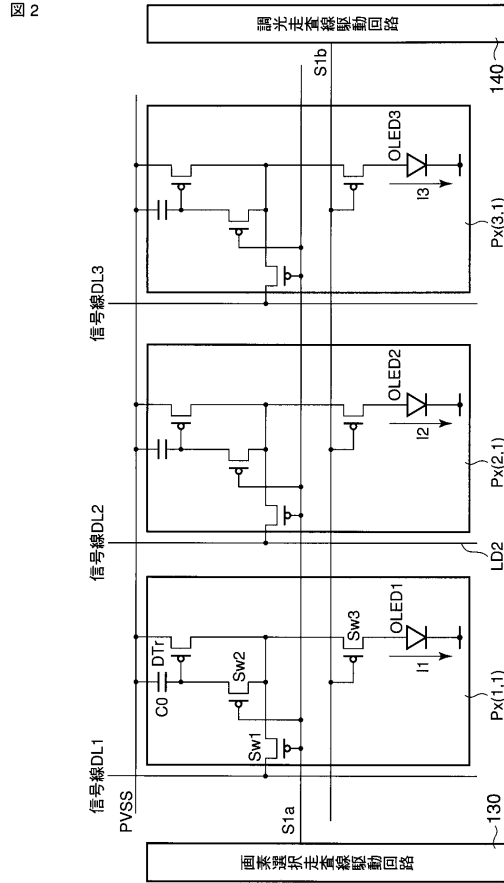 図 2
調光走査線駆動回路
140
S1b
OLED3
I3
Px(3,1)
信号線DL3
OLED2
I2
Px(2,1)
信号線DL2
LD2
DTr
C0
Sw2
Sw1
Sw3
OLED1
I1
Px(1,1)
信号線DL1
PVSS
S1a
画素選択走査線駆動回路
130